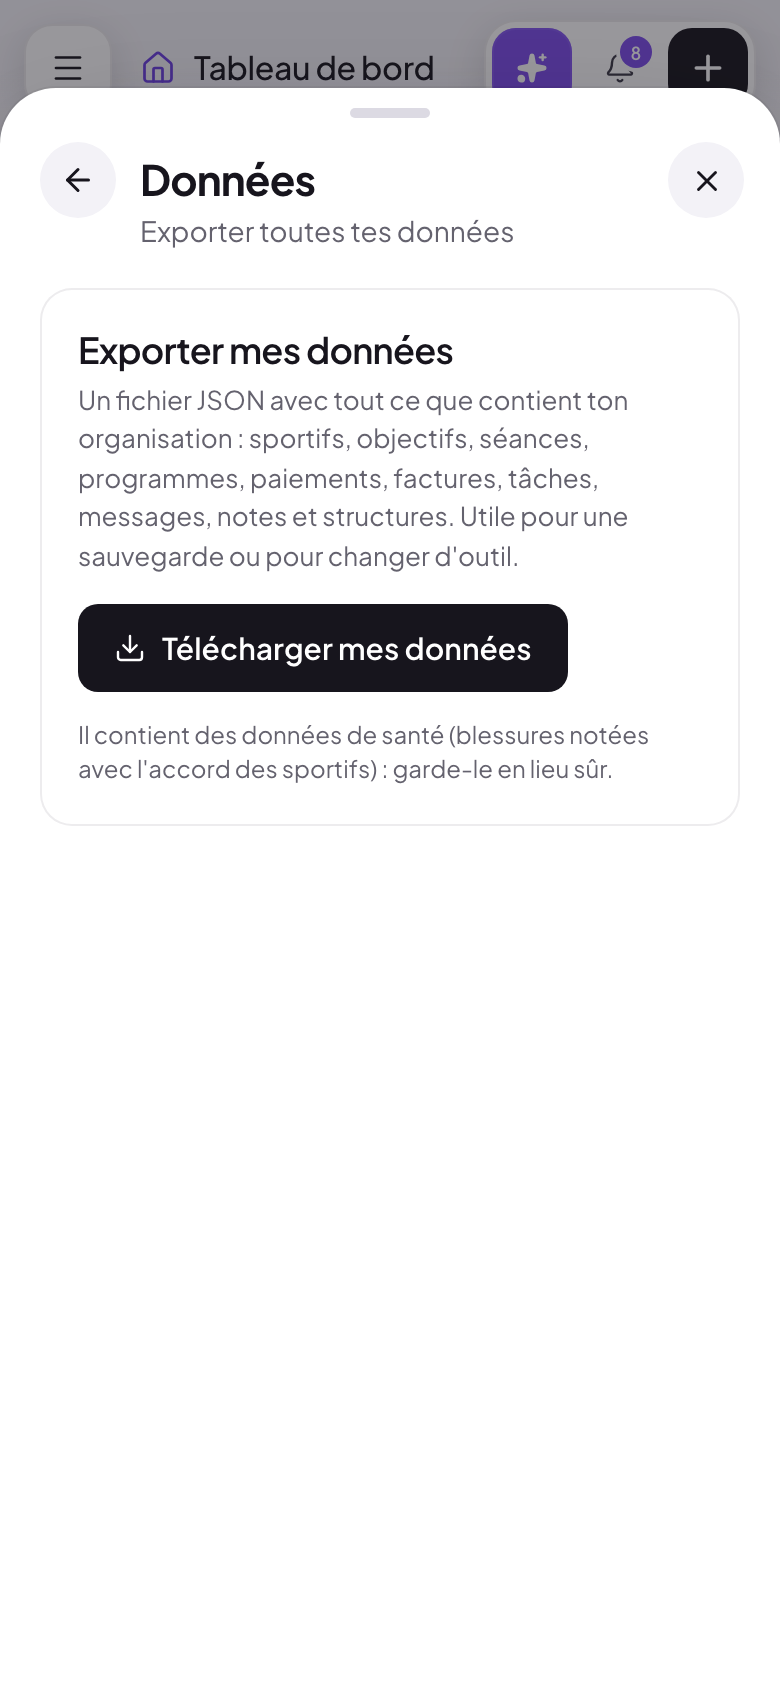 Tableau de bord
8
Données
Exporter toutes tes données
Exporter mes données
Un fichier JSON avec tout ce que contient ton
organisation : sportifs, objectifs, séances,
programmes, paiements, factures, tâches,
messages, notes et structures. Utile pour une
sauvegarde ou pour changer d'outil.
Télécharger mes données
Il contient des données de santé (blessures notées
avec l'accord des sportifs) : garde-le en lieu sûr.